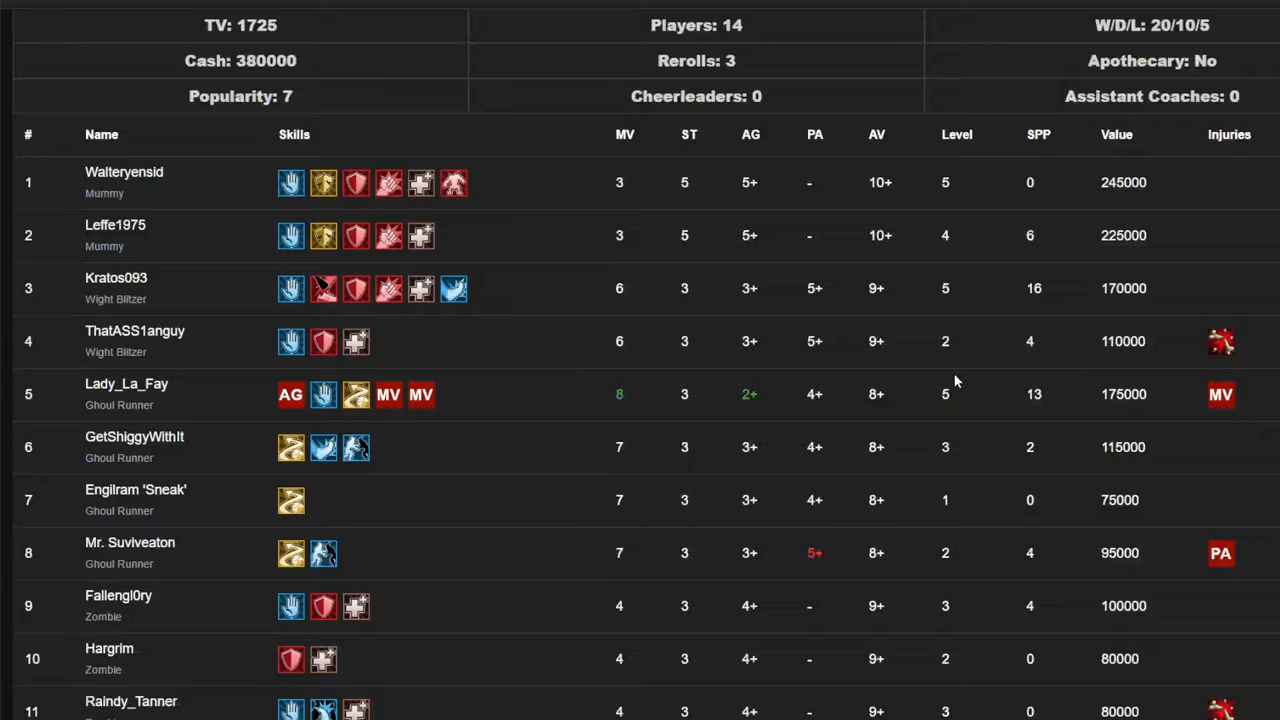 TV: 1725 Players: 14 W/D/L: 20/10/5
Cash: 380000 Rerolls: 3 Apothecary: No
Popularity: 7 Cheerleaders: 0 Assistant Coaches: 0
# Name Skills MV ST AG PA AV Level SPP Value Injuries
1 Walteryensid 3 5 5+ - 10+ 5 0 245000
Mummy
2 Leffe1975 3 5 5+ - 10+ 4 6 225000
Mummy
3 Kratos093 6 3 3+ 5+ 9+ 5 16 170000
Wight Blitzer
4 ThatASS1anguy 6 3 3+ 5+ 9+ 2 4 110000
Wight Blitzer
5 Lady_La_Fay AG MV MV 8 3 2+ 4+ 8+ 5 13 175000 MV
Ghoul Runner
6 GetShiggyWithIt 7 3 3+ 4+ 8+ 3 2 115000
Ghoul Runner
7 Engilram 'Sneak' 7 3 3+ 4+ 8+ 1 0 75000
Ghoul Runner
8 Mr. Suviveaton 7 3 3+ 5+ 8+ 2 4 95000 PA
Ghoul Runner
9 Fallengl0ry 4 3 4+ - 9+ 3 4 100000
Zombie
10 Hargrim 4 3 4+ - 9+ 2 0 80000
Zombie
11 Raindy_Tanner 4 3 4+ - 9+ 3 0 80000